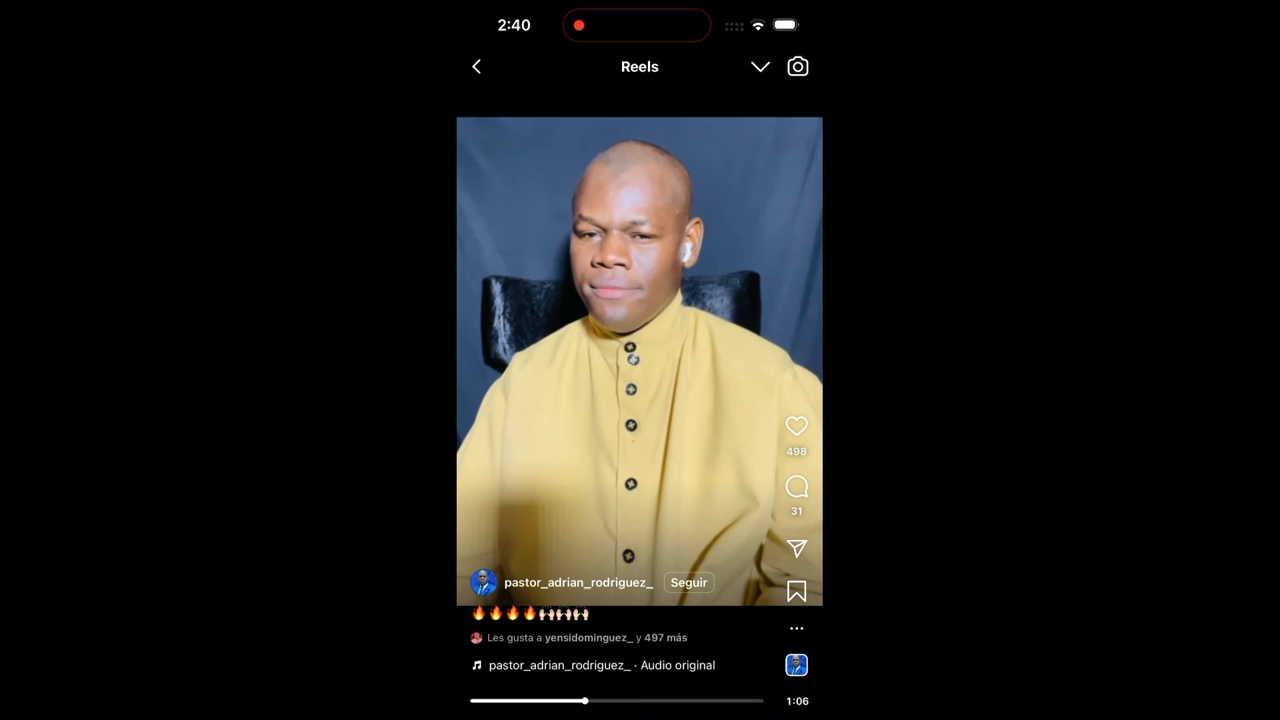 2:40
Reels
498
31
pastor_adrian_rodriguez_ Seguir
🔥🔥🔥🔥🙌🏻🙌🏻🙌🏻
Les gusta a yensidominguez_ y 497 más
pastor_adrian_rodriguez_ · Audio original
1:06